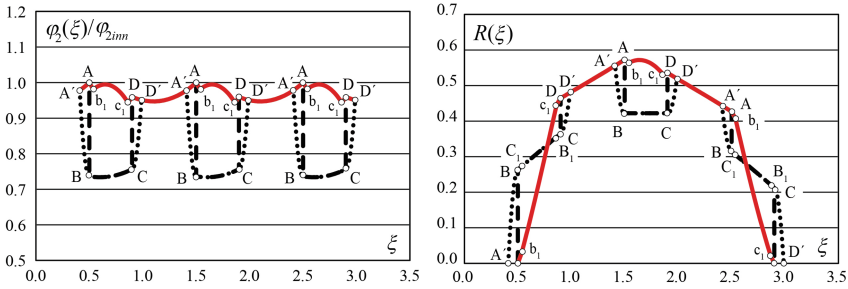 φ₂(ξ)/φ₂inn
1.2
1.1
1.0
0.9
0.8
0.7
0.6
0.5
A A A
A´ b₁ c₁ D D´ A´ b₁ c₁ D D´ A´ b₁ c₁ D D´
B C B C B C
ξ
0.0 0.5 1.0 1.5 2.0 2.5 3.0 3.5
R(ξ)
0.7
0.6
0.5
0.4
0.3
0.2
0.1
0.0
A´ A b₁ c₁ D D´
c₁ D D´ A´ A b₁
B C
C₁ B C B₁ B C₁ B₁ C
A´ b₁ c₁ D´
ξ
0.0 0.5 1.0 1.5 2.0 2.5 3.0 3.5